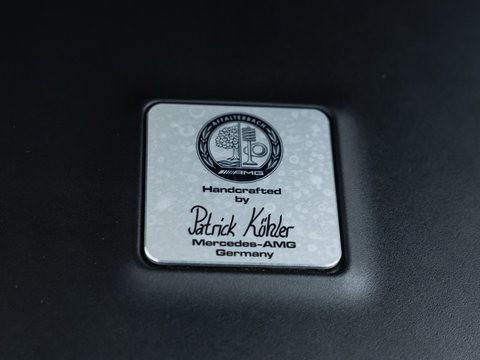 AFFALTERBACH
AMG
Handcrafted
by
Patrick Köhler
Mercedes-AMG
Germany